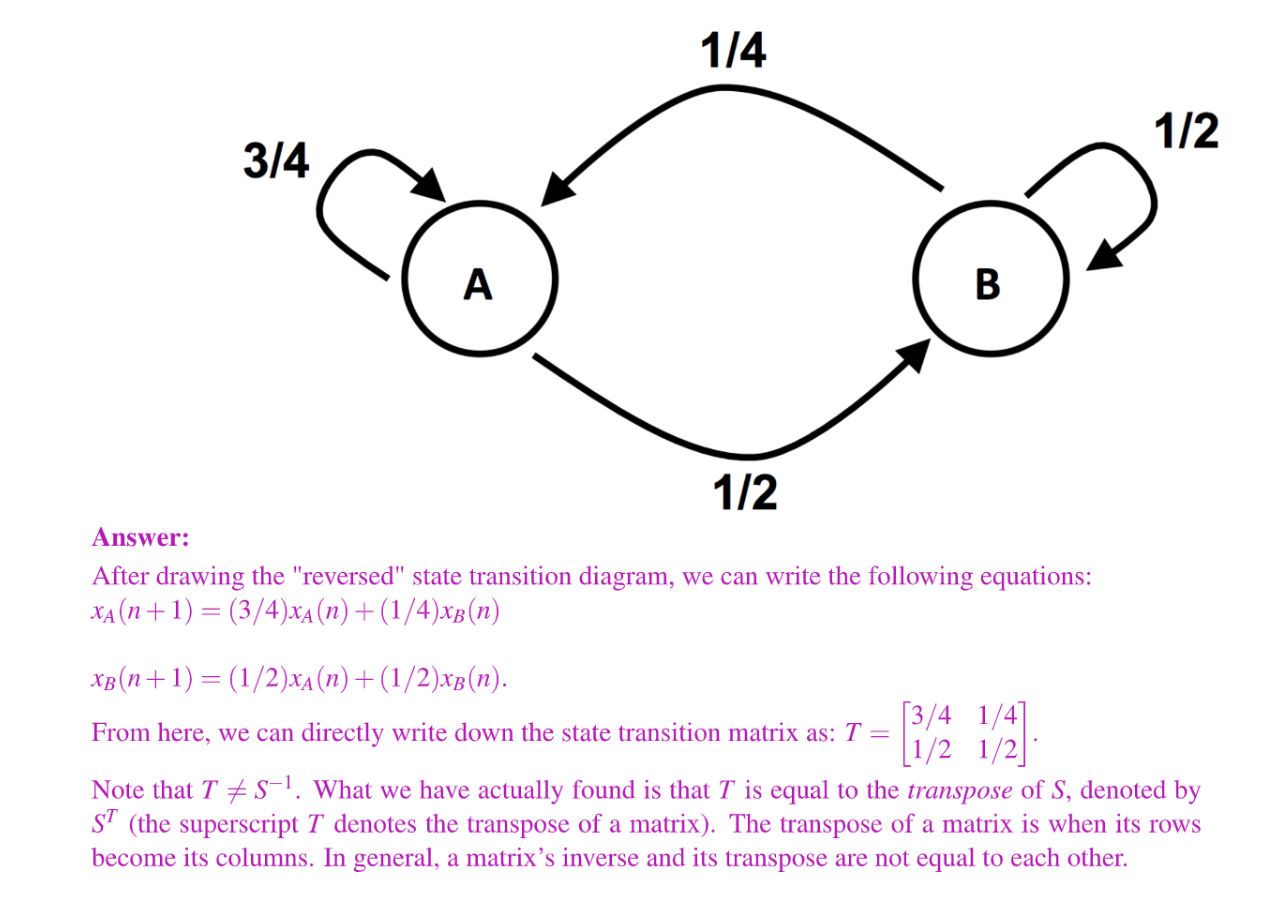 1/4
1/2
3/4
A
B
1/2
Answer:
After drawing the "reversed" state transition diagram, we can write the following equations:
x_A(n+1) = (3/4)x_A(n) + (1/4)x_B(n)
x_B(n+1) = (1/2)x_A(n) + (1/2)x_B(n).
From here, we can directly write down the state transition matrix as: T = [3/4 1/4; 1/2 1/2].
Note that T ≠ S⁻¹. What we have actually found is that T is equal to the transpose of S, denoted by
Sᵀ (the superscript T denotes the transpose of a matrix). The transpose of a matrix is when its rows
become its columns. In general, a matrix's inverse and its transpose are not equal to each other.